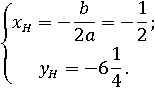 x_H = -b/2a = -1/2;
y_H = -6 1/4.